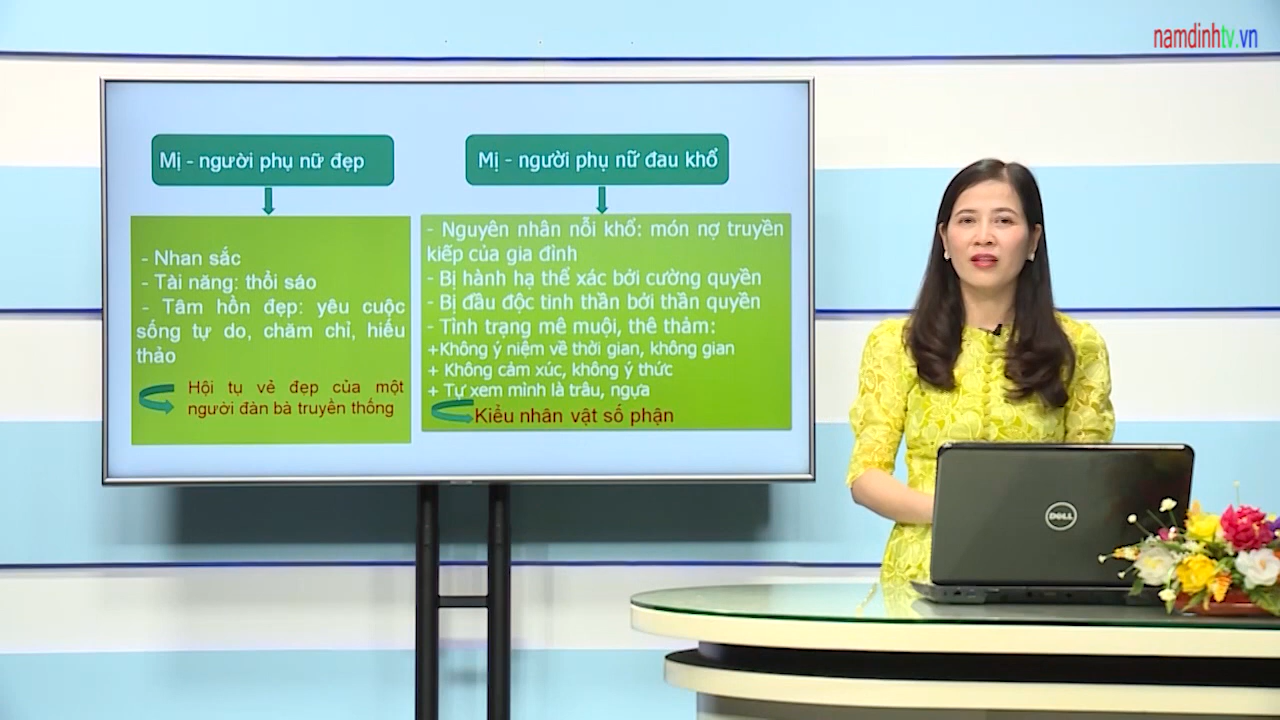 namdinhtv.vn
Mị - người phụ nữ đẹp
- Nhan sắc
- Tài năng: thổi sáo
- Tâm hồn đẹp: yêu cuộc
sống tự do, chăm chỉ, hiếu
thảo
Hội tụ vẻ đẹp của một
người đàn bà truyền thống
Mị - người phụ nữ đau khổ
- Nguyên nhân nỗi khổ: món nợ truyền
kiếp của gia đình
- Bị hành hạ thể xác bởi cường quyền
- Bị đầu độc tinh thần bởi thần quyền
- Tình trạng mê muội, thê thảm:
+Không ý niệm về thời gian, không gian
+ Không cảm xúc, không ý thức
+ Tự xem mình là trâu, ngựa
Kiểu nhân vật số phận
DELL